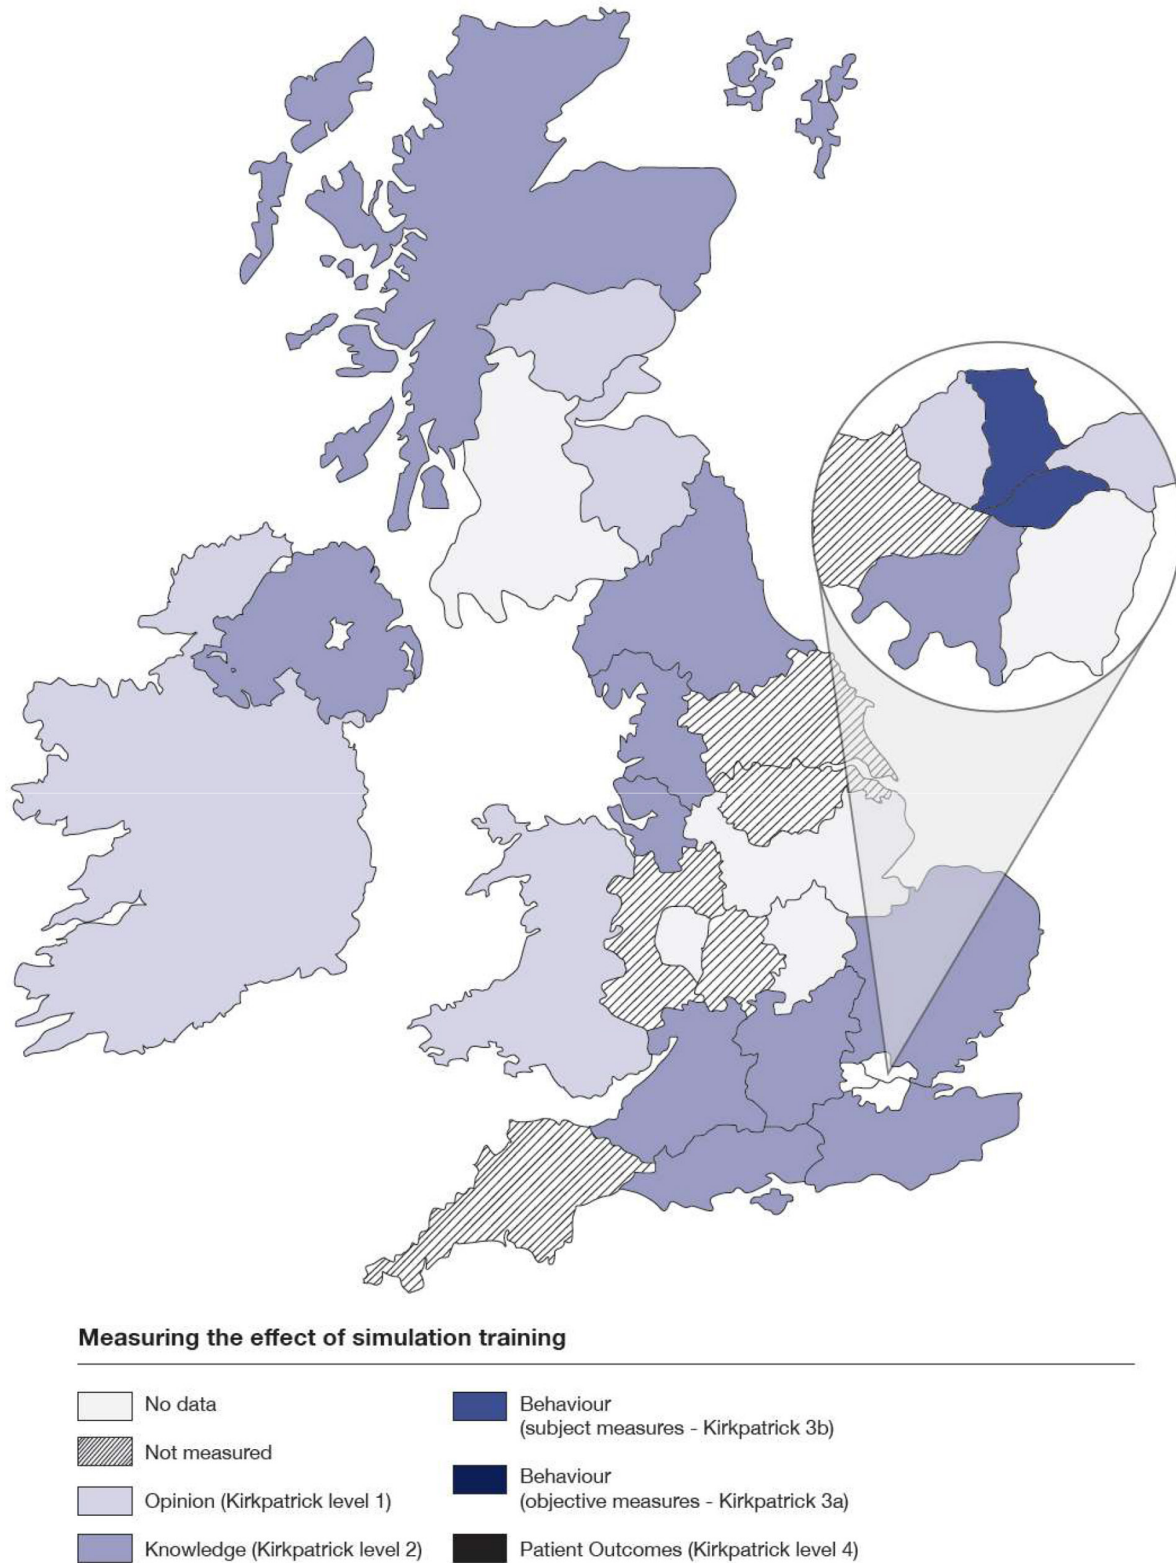 Measuring the effect of simulation training
No data
Not measured
Opinion (Kirkpatrick level 1)
Knowledge (Kirkpatrick level 2)
Behaviour
(subject measures - Kirkpatrick 3b)
Behaviour
(objective measures - Kirkpatrick 3a)
Patient Outcomes (Kirkpatrick level 4)